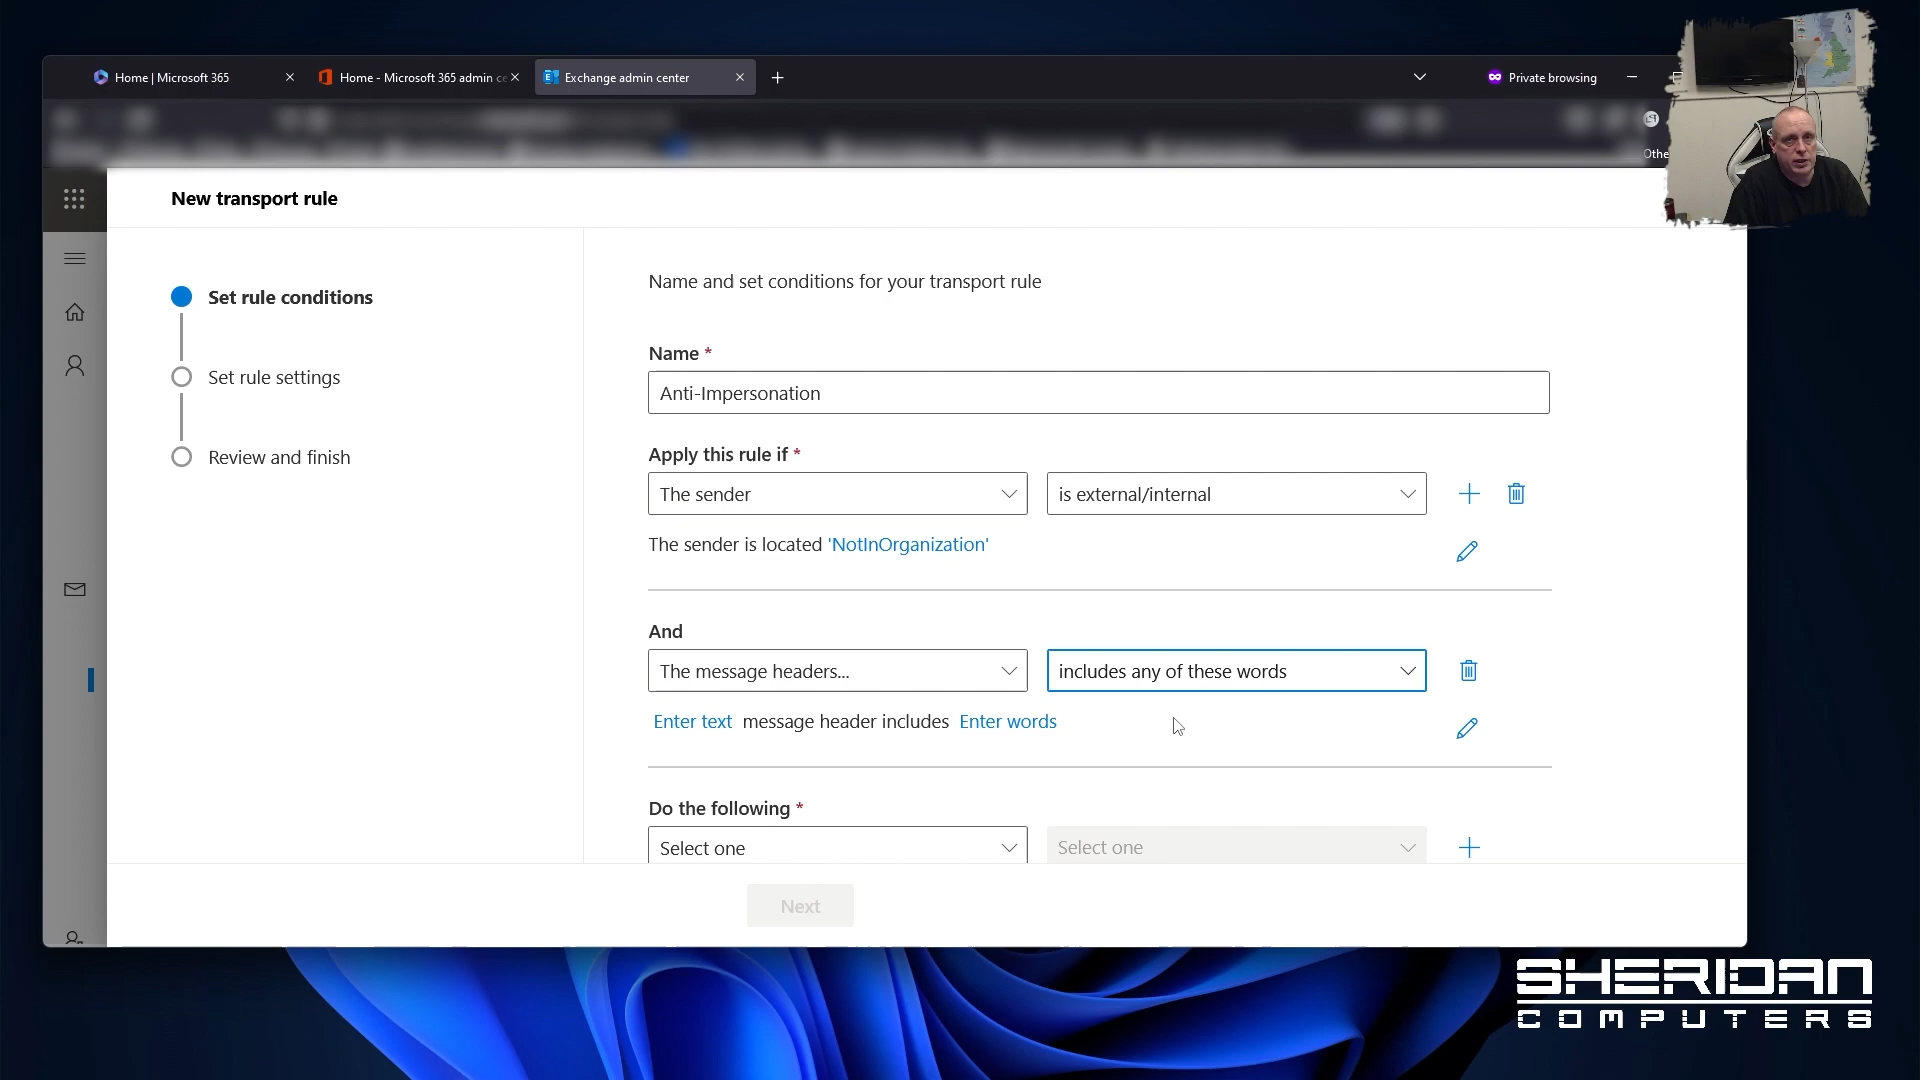 Home | Microsoft 365
Home - Microsoft 365 admin ce
Exchange admin center
Private browsing
Othe
New transport rule
Set rule conditions
Set rule settings
Review and finish
Name and set conditions for your transport rule
Name *
Anti-Impersonation
Apply this rule if *
The sender
is external/internal
The sender is located 'NotInOrganization'
And
The message headers...
includes any of these words
Enter text message header includes Enter words
Do the following *
Select one
Select one
Next
SHERIDAN
COMPUTERS